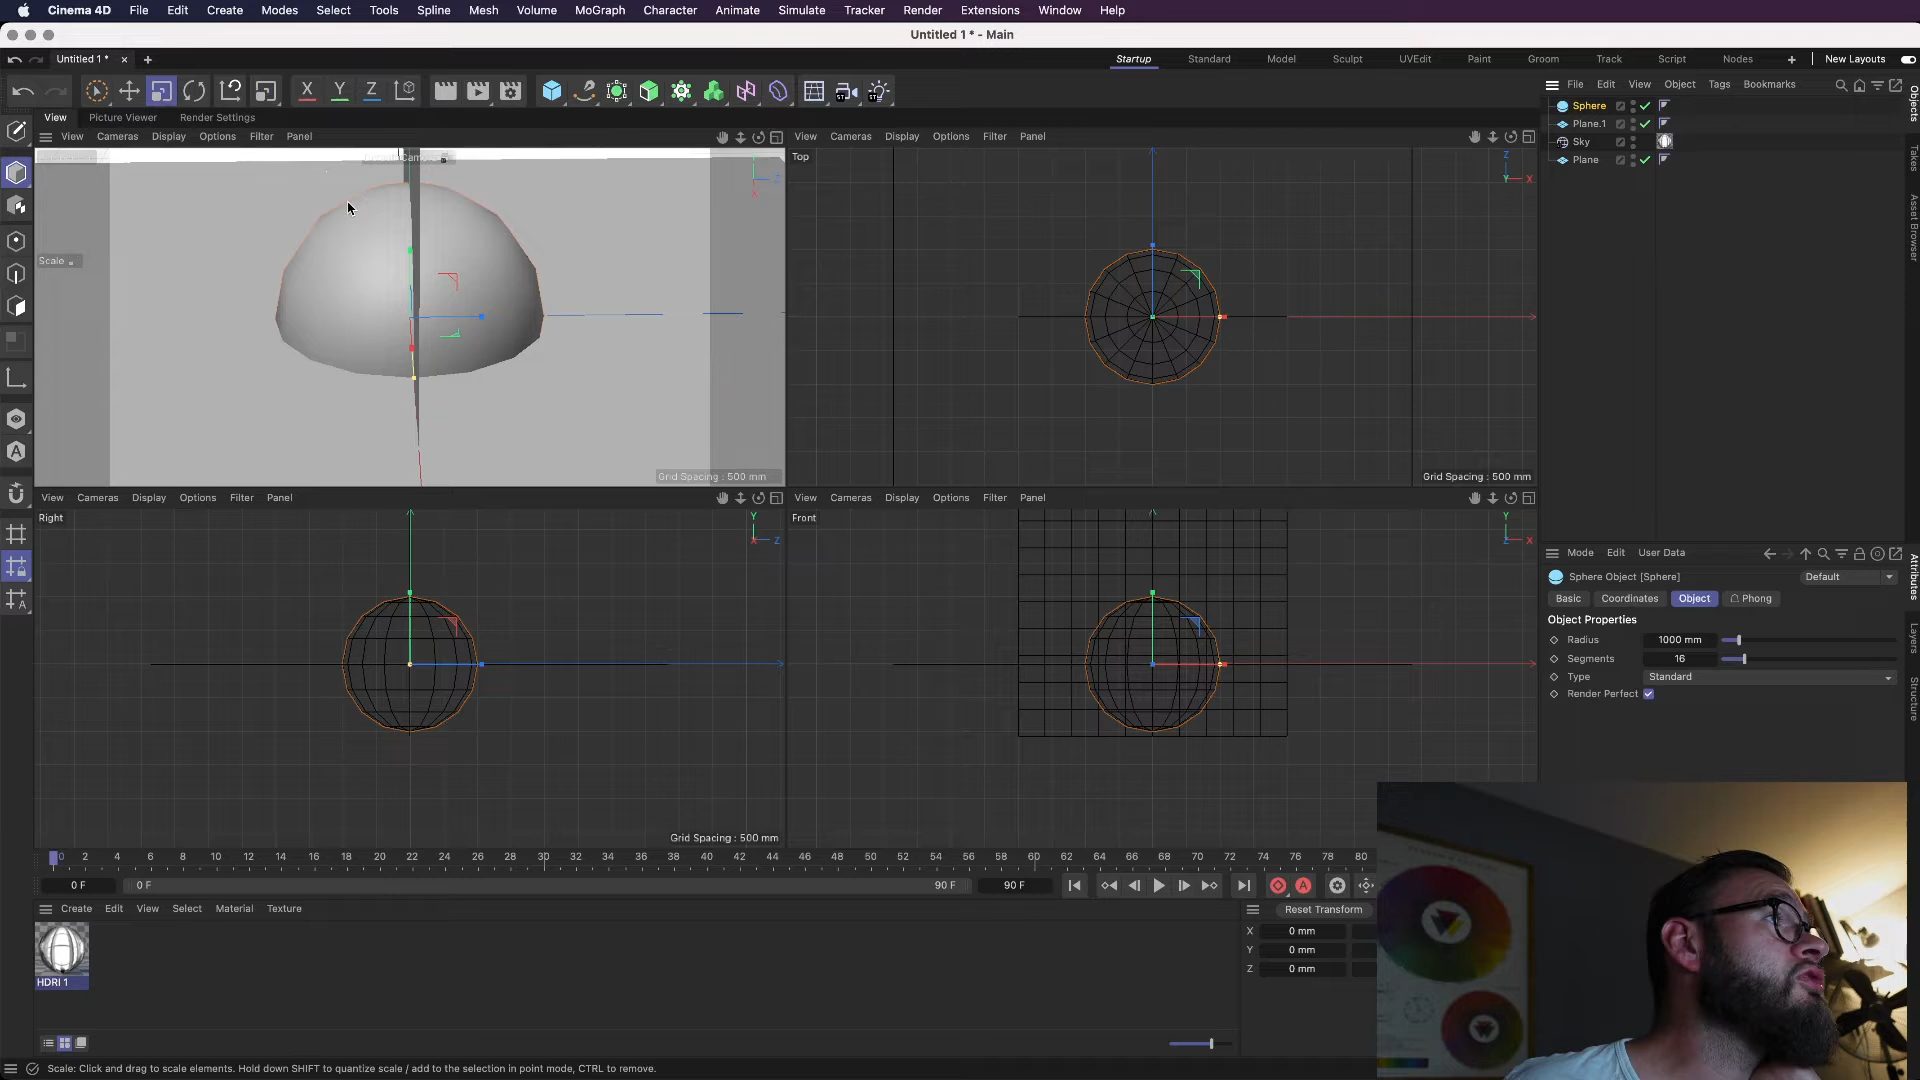 Cinema 4D File Edit Create Modes Select Tools Spline Mesh Volume MoGraph Character Animate Simulate Tracker Render Extensions Window Help
Untitled 1 * - Main
Untitled 1 * Startup Standard Model Sculpt UVEdit Paint Groom Track Script Nodes New Layouts
X Y Z File Edit View Object Tags Bookmarks
View Picture Viewer Render Settings
View Cameras Display Options Filter Panel
View Cameras Display Options Filter Panel
Sphere
Plane.1
Sky
Plane
Objects
Takes
Asset Browser
Top
Z
Y X
Scale
Grid Spacing : 500 mm
Grid Spacing : 500 mm
View Cameras Display Options Filter Panel
View Cameras Display Options Filter Panel
Right
Y
X Z
Front
Y
Z X
Grid Spacing : 500 mm
Mode Edit User Data
Sphere Object [Sphere] Default
Basic Coordinates Object Phong
Object Properties
Radius 1000 mm
Segments 16
Type Standard
Render Perfect
Attributes
Layers
Structure
0 2 4 6 8 10 12 14 16 18 20 22 24 26 28 30 32 34 36 38 40 42 44 46 48 50 52 54 56 58 60 62 64 66 68 70 72 74 76 78 80
0 F 0 F 90 F 90 F
Create Edit View Select Material Texture
HDRI 1
Reset Transform
X 0 mm
Y 0 mm
Z 0 mm
Scale: Click and drag to scale elements. Hold down SHIFT to quantize scale / add to the selection in point mode, CTRL to remove.